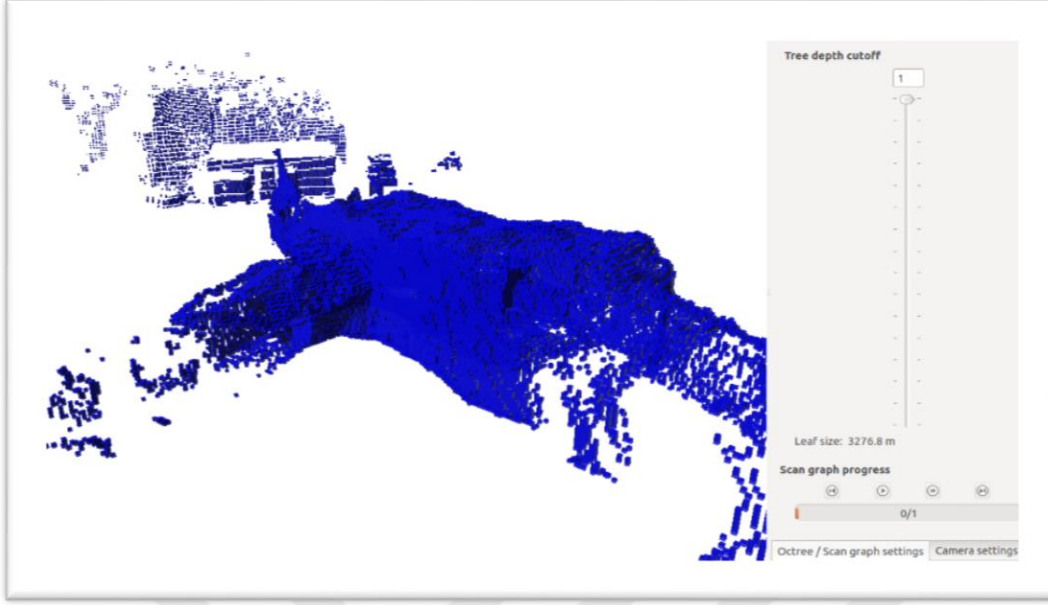 Tree depth cutoff
1
Leaf size: 3276.8 m
Scan graph progress
0/1
Octree / Scan graph settings
Camera settings